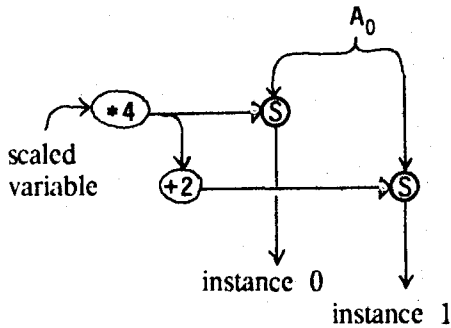 A₀
*4
S
scaled
variable
+2
S
instance 0
instance 1